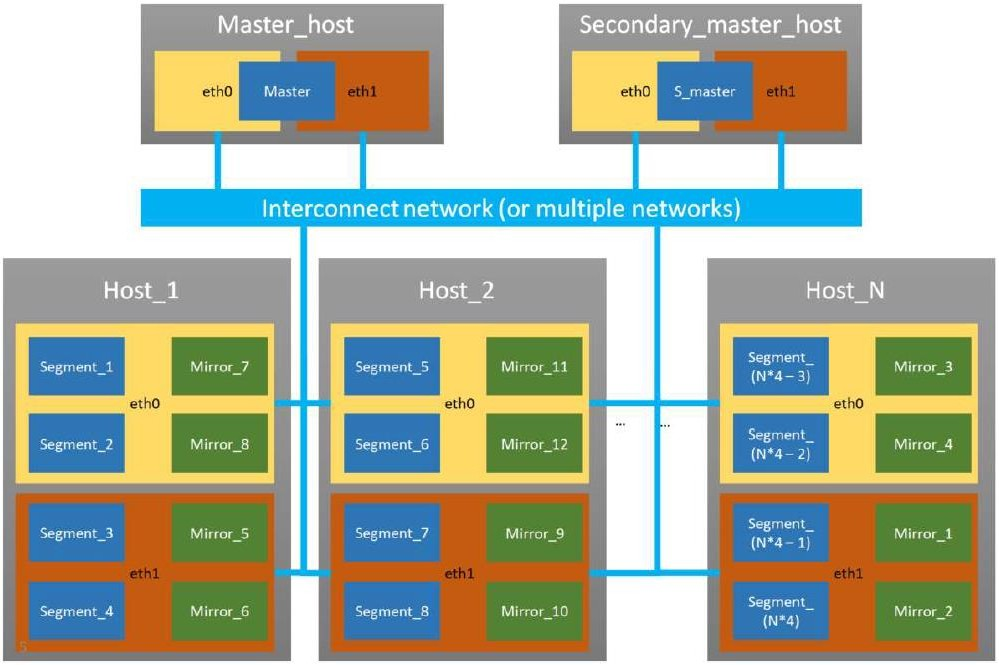 Master_host
eth0
Master
eth1
Secondary_master_host
eth0
S_master
eth1
Interconnect network (or multiple networks)
Host_1
Segment_1
Mirror_7
eth0
Segment_2
Mirror_8
Segment_3
Mirror_5
eth1
Segment_4
Mirror_6
5
Host_2
Segment_5
Mirror_11
eth0
Segment_6
Mirror_12
Segment_7
Mirror_9
eth1
Segment_8
Mirror_10
...
...
Host_N
Segment_
(N*4 – 3)
Mirror_3
eth0
Segment_
(N*4 – 2)
Mirror_4
Segment_
(N*4 – 1)
Mirror_1
eth1
Segment_
(N*4)
Mirror_2